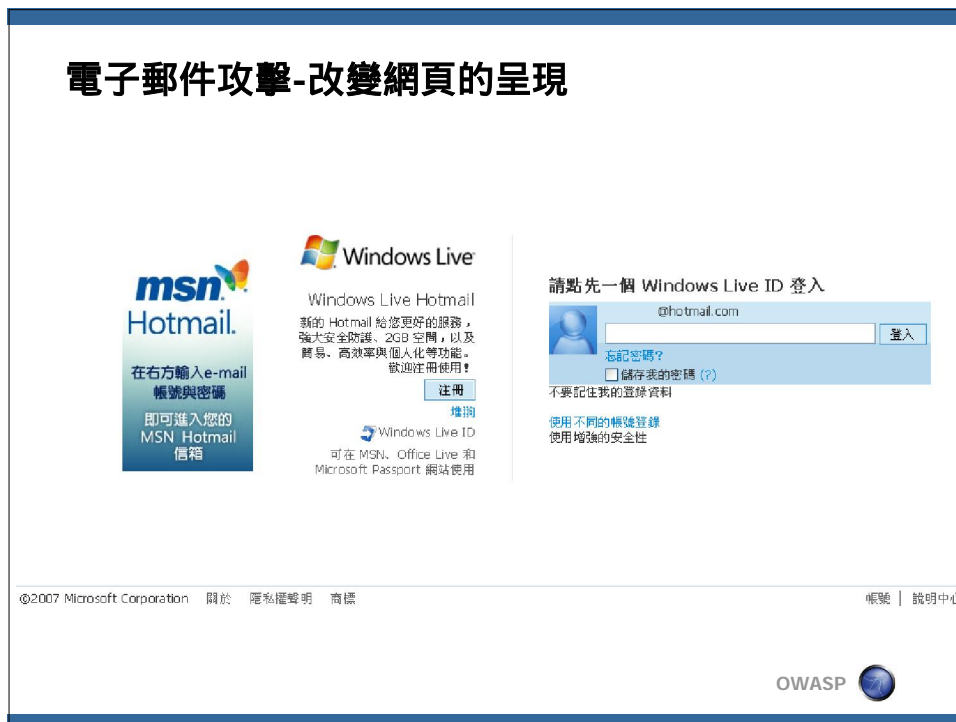 電子郵件攻擊-改變網頁的呈現
msn
Hotmail.
在右方輸入e-mail
帳號與密碼
即可進入您的
MSN Hotmail
信箱
Windows Live
Windows Live Hotmail
新的 Hotmail 給您更好的服務，
強大安全防護、2GB 空間，以及
簡易、高效率與個人化等功能。
歡迎注冊使用！
注冊
Windows Live ID
可在 MSN、Office Live 和
Microsoft Passport 網站使用
請點先一個 Windows Live ID 登入
@hotmail.com
登入
忘記密碼?
儲存我的密碼 (?)
不要記住我的登錄資料
使用不同的帳號登錄
使用增強的安全性
©2007 Microsoft Corporation 關於 隱私權聲明 商標
帳號 | 說明中心
OWASP